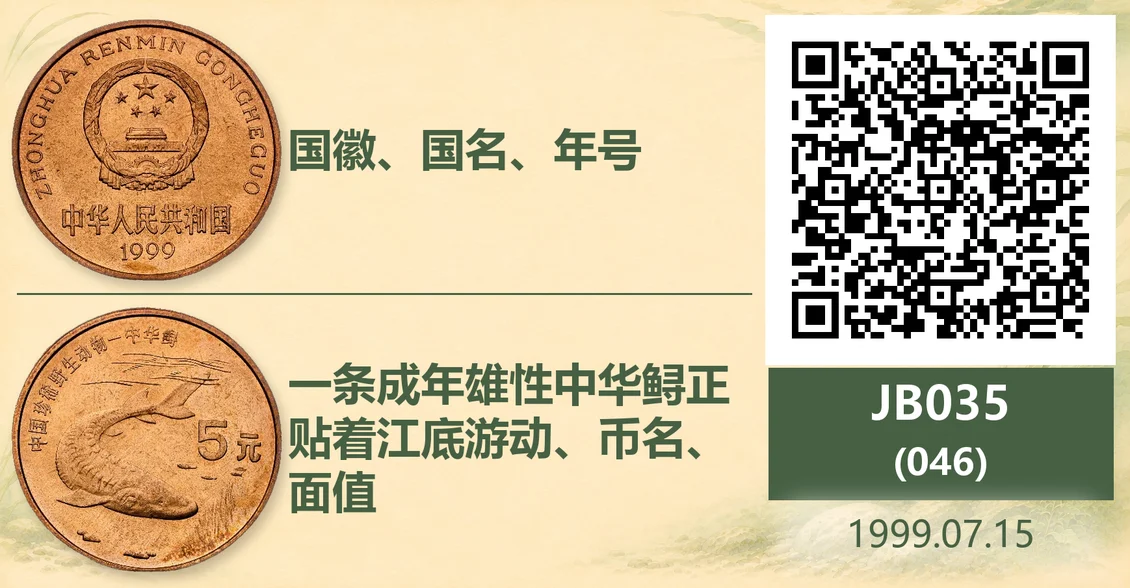 ZHONGHUA RENMIN GONGHEGUO
中华人民共和国
1999
国徽、国名、年号
中国珍稀野生动物—中华鲟
5元
一条成年雄性中华鲟正
贴着江底游动、币名、
面值
JB035
(046)
1999.07.15